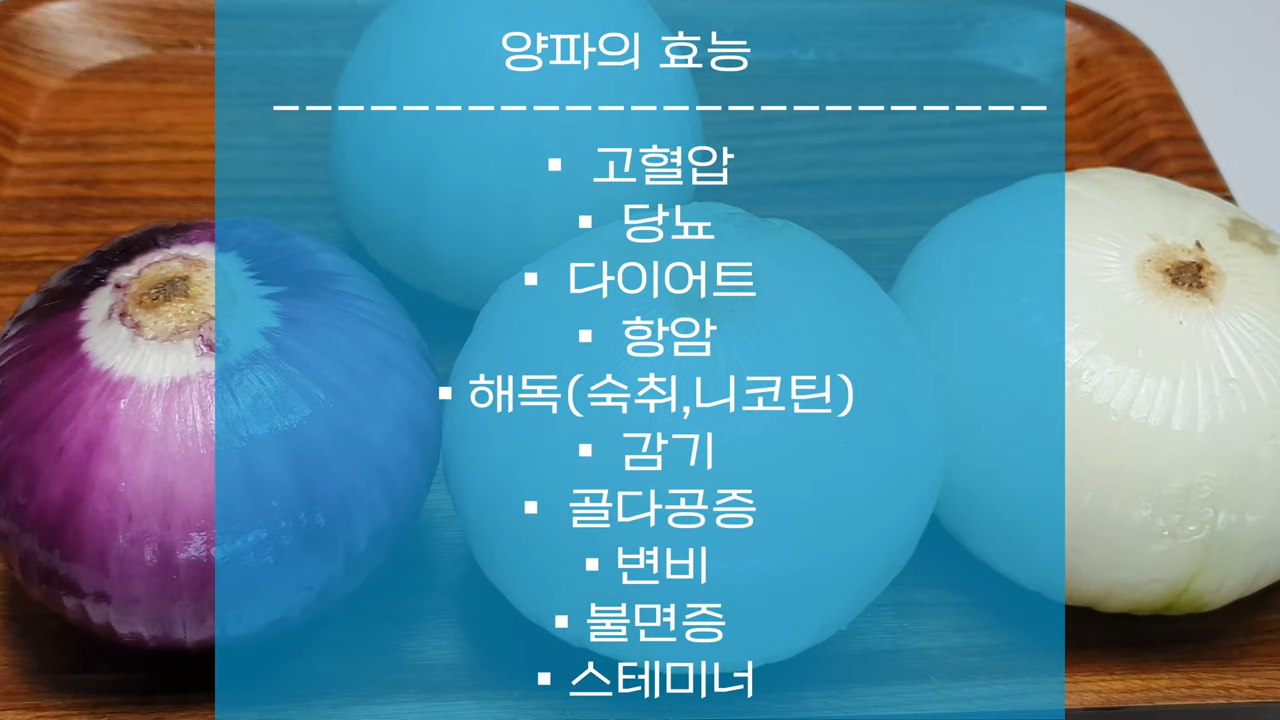 양파의 효능
------------------------
▪ 고혈압
▪ 당뇨
▪ 다이어트
▪ 항암
▪ 해독(숙취,니코틴)
▪ 감기
▪ 골다공증
▪ 변비
▪ 불면증
▪ 스테미너